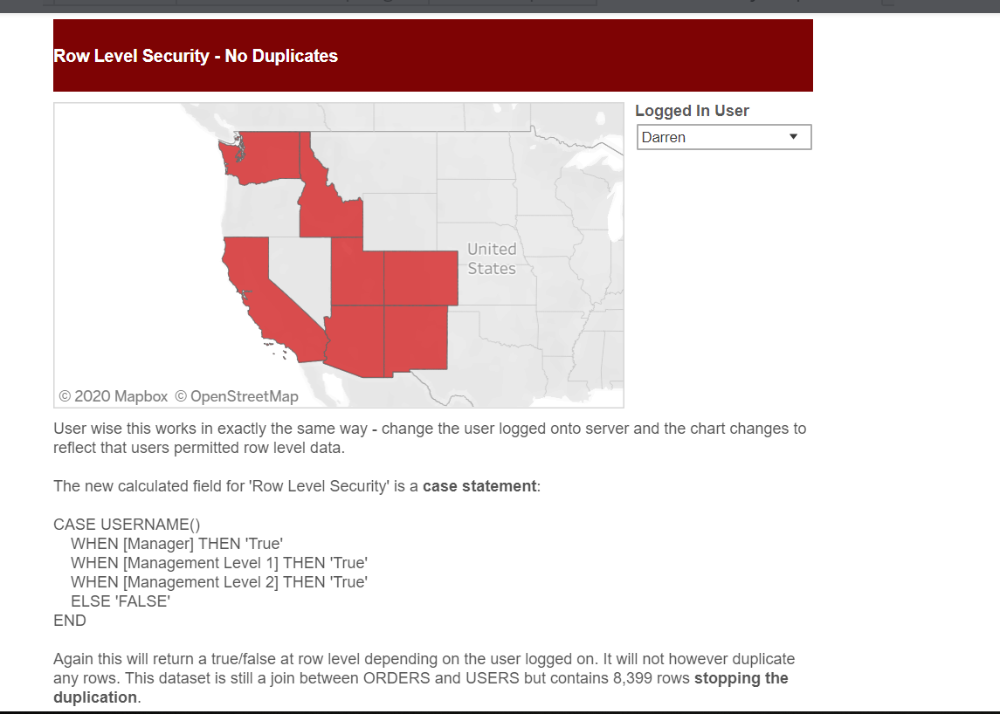 Row Level Security - No Duplicates
Logged In User
Darren
United
States
© 2020 Mapbox © OpenStreetMap
User wise this works in exactly the same way - change the user logged onto server and the chart changes to
reflect that users permitted row level data.
The new calculated field for 'Row Level Security' is a case statement:
CASE USERNAME()
WHEN [Manager] THEN 'True'
WHEN [Management Level 1] THEN 'True'
WHEN [Management Level 2] THEN 'True'
ELSE 'FALSE'
END
Again this will return a true/false at row level depending on the user logged on. It will not however duplicate
any rows. This dataset is still a join between ORDERS and USERS but contains 8,399 rows stopping the
duplication.